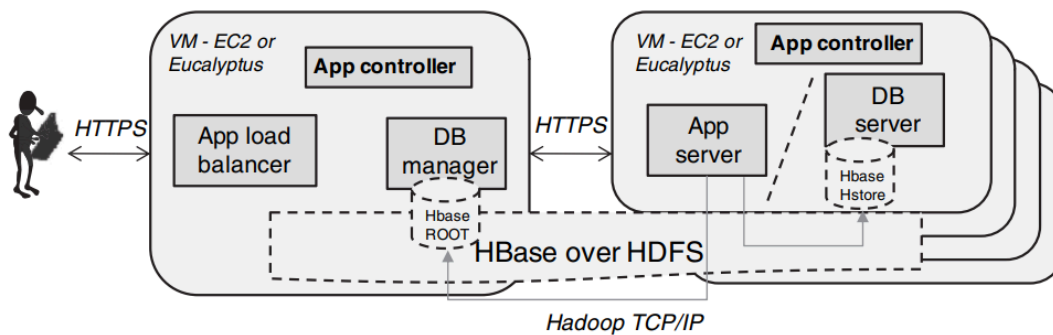 VM - EC2 or
Eucalyptus
App controller
HTTPS
App load
balancer
DB
manager
Hbase
ROOT
HTTPS
VM - EC2 or
Eucalyptus
App controller
App
server
DB
server
Hbase
Hstore
HBase over HDFS
Hadoop TCP/IP